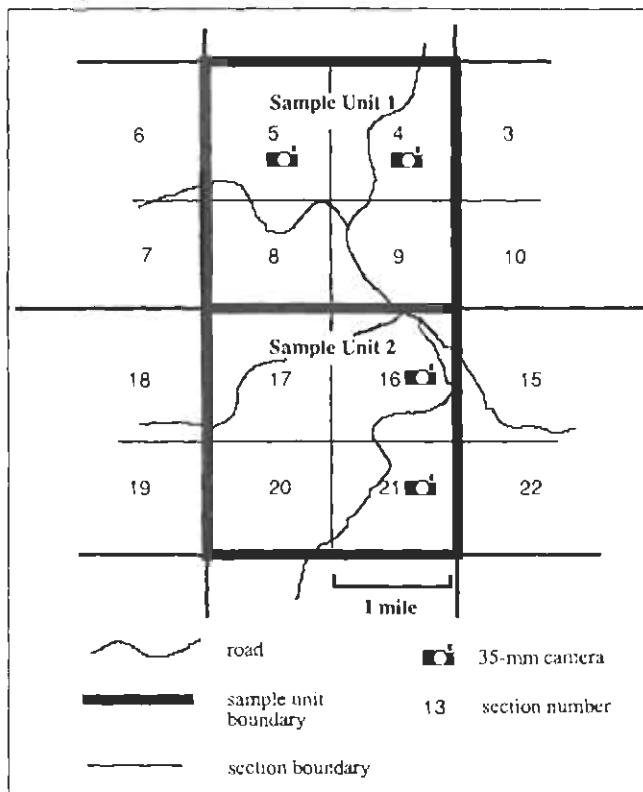 Sample Unit 1
6 5 4 3
7 8 9 10
Sample Unit 2
18 17 16 15
19 20 21 22
1 mile
road
35-mm camera
sample unit
boundary
13 section number
section boundary